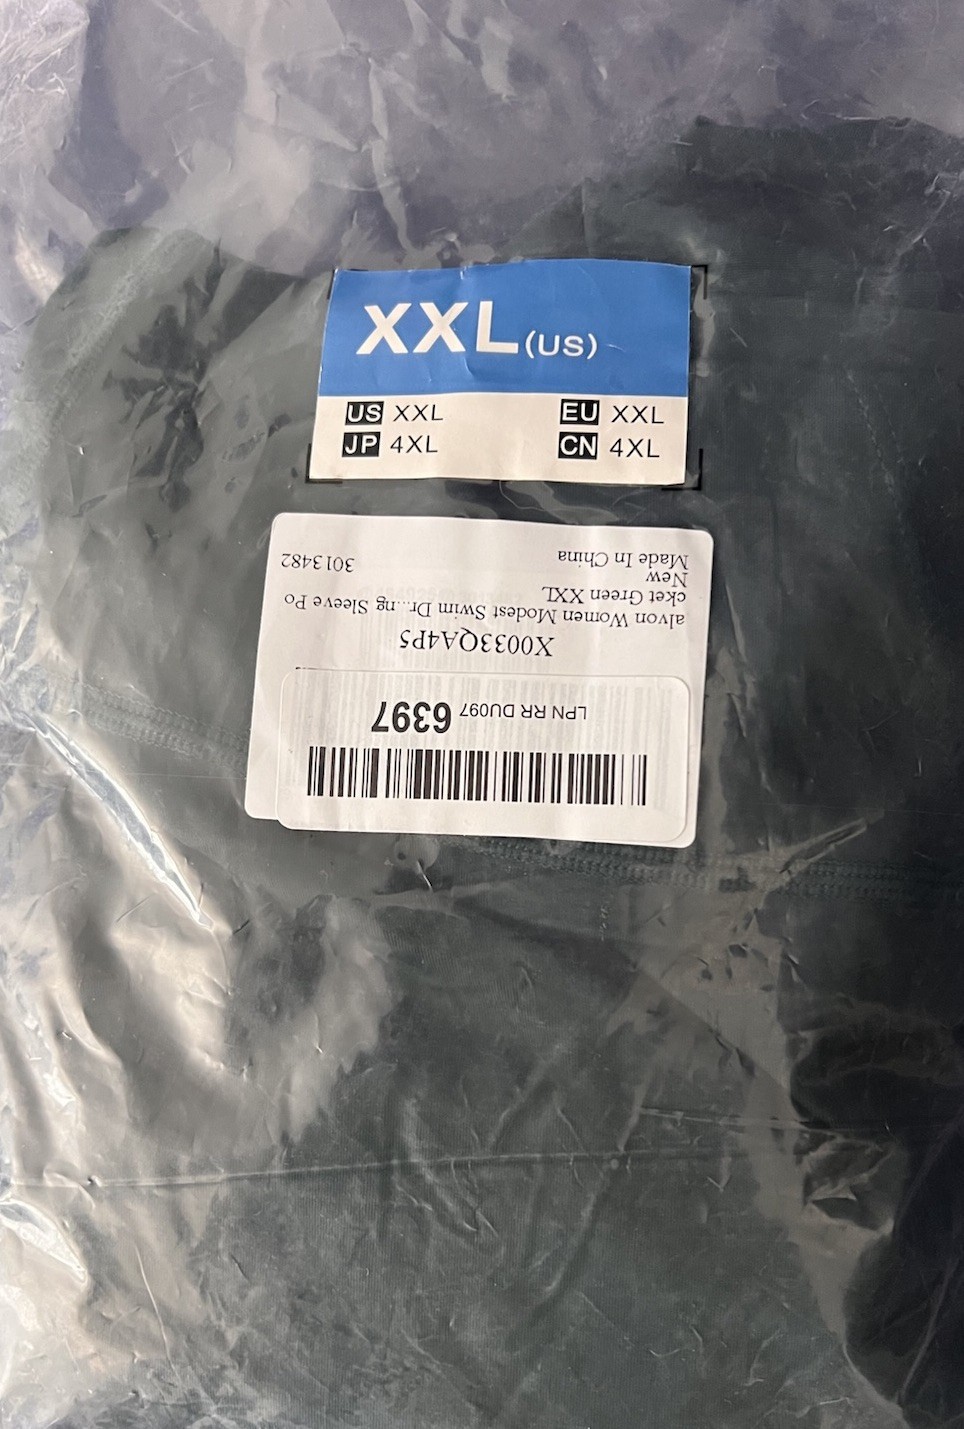 XXL(US)
US XXL EU XXL
JP 4XL CN 4XL
LPN RR DU097 6397
X0033QA4P5
alvon Women Modest Swim Dr...ng Sleeve Po
cket Green XXL
New
Made In China 3013482